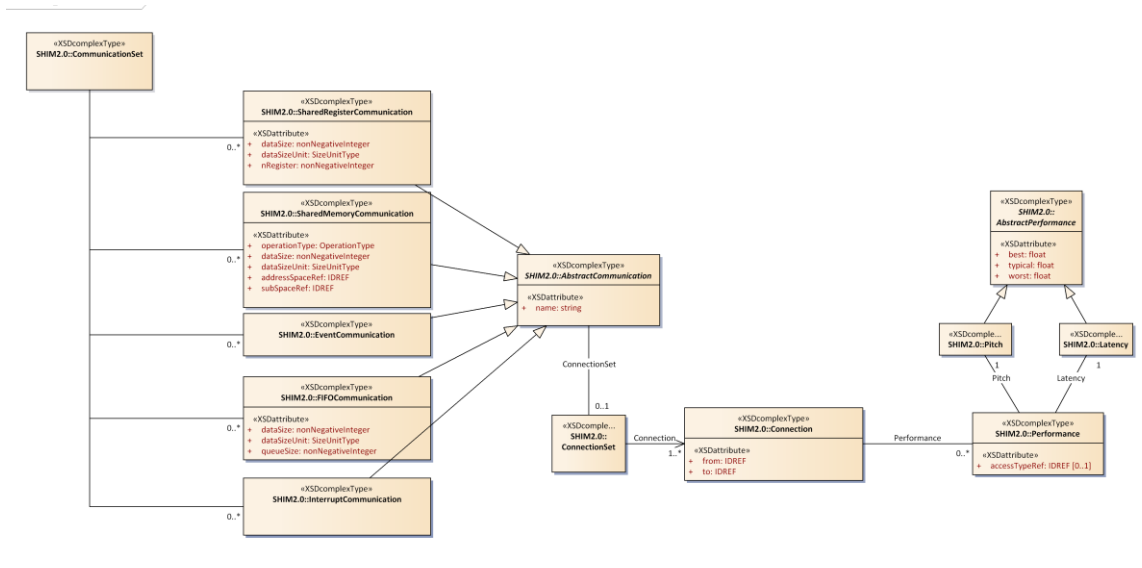 «XSDcomplexType»
SHIM2.0::CommunicationSet
«XSDcomplexType»
SHIM2.0::SharedRegisterCommunication
«XSDattribute»
+ dataSize: nonNegativeInteger
+ dataSizeUnit: SizeUnitType
+ nRegister: nonNegativeInteger
0..*
«XSDcomplexType»
SHIM2.0::SharedMemoryCommunication
«XSDattribute»
+ operationType: OperationType
+ dataSize: nonNegativeInteger
+ dataSizeUnit: SizeUnitType
+ addressSpaceRef: IDREF
+ subSpaceRef: IDREF
0..*
«XSDcomplexType»
SHIM2.0::EventCommunication
0..*
«XSDcomplexType»
SHIM2.0::FIFOCommunication
«XSDattribute»
+ dataSize: nonNegativeInteger
+ dataSizeUnit: SizeUnitType
+ queueSize: nonNegativeInteger
0..*
«XSDcomplexType»
SHIM2.0::InterruptCommunication
0..*
«XSDcomplexType»
SHIM2.0::AbstractCommunication
«XSDattribute»
+ name: string
ConnectionSet
0..1
«XSDcomple...
SHIM2.0::
ConnectionSet
Connection
1..*
«XSDcomplexType»
SHIM2.0::Connection
«XSDattribute»
+ from: IDREF
+ to: IDREF
Performance
0..*
«XSDcomplexType»
SHIM2.0::
AbstractPerformance
«XSDattribute»
+ best: float
+ typical: float
+ worst: float
«XSDcomple...
SHIM2.0::Pitch
1
Pitch
«XSDcomple...
SHIM2.0::Latency
1
Latency
«XSDcomplexType»
SHIM2.0::Performance
«XSDattribute»
+ accessTypeRef: IDREF [0..1]